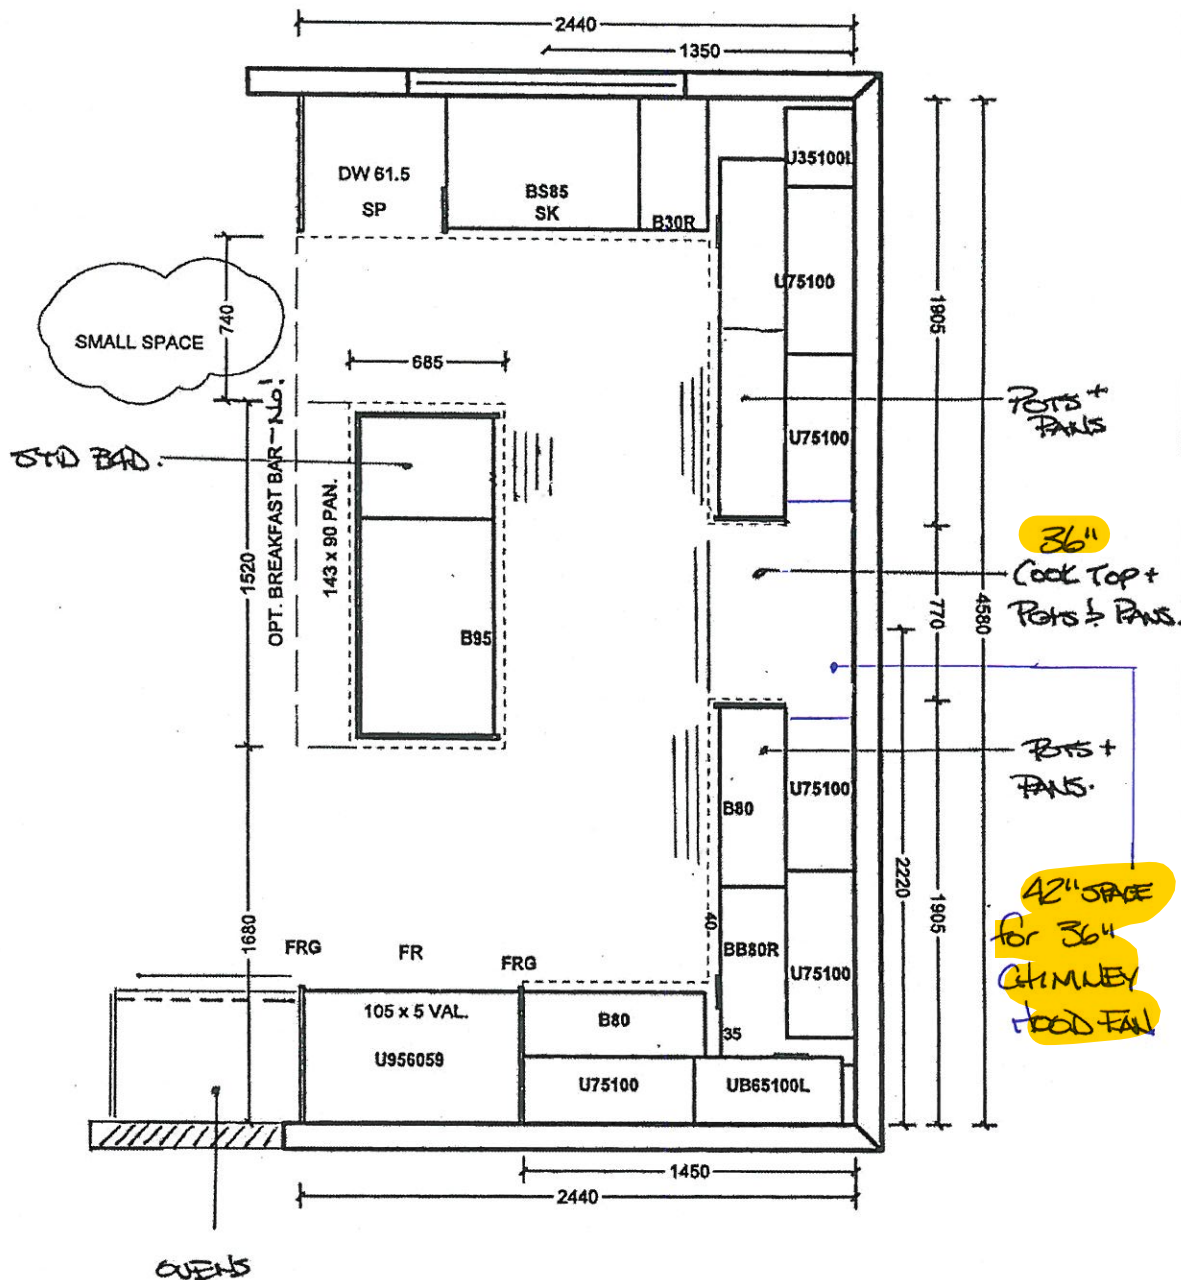 2440
1350
DW 61.5
SP
BS85
SK
B30R
U35100L
U75100
U75100
1905
4580
740
SMALL SPACE
685
POTS +
PANS
STD B&D.
OPT. BREAKFAST BAR - No!
143 x 90 PAN.
1520
B95
36"
COOK TOP +
POTS & PANS.
770
POTS +
PANS.
B80
U75100
2220
1905
42" SPACE
for 36"
CHIMNEY
HOOD FAN
40
BB80R
U75100
35
1680
FRG
FR
FRG
105 x 5 VAL.
U956059
B80
U75100
UB65100L
1450
2440
OVENS